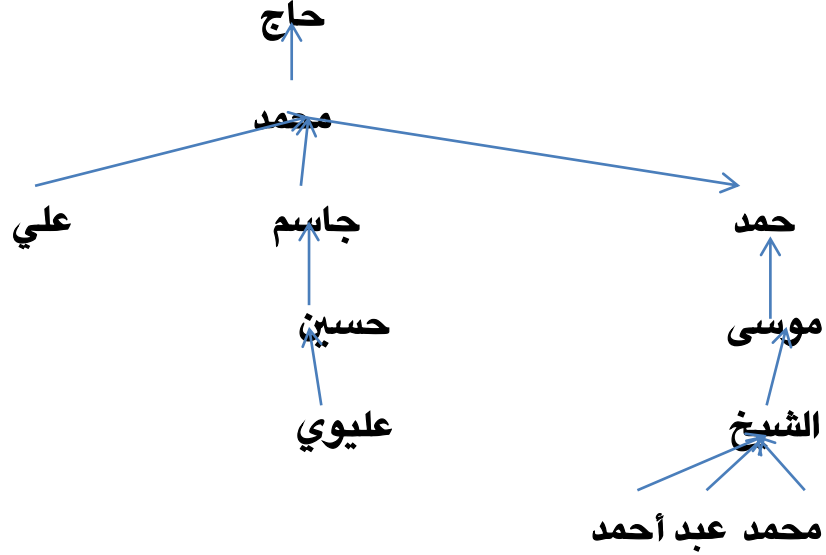 حاج
محمد
حمد جاسم علي
موسى حسين
الشيخ عليوي
محمد عبد أحمد